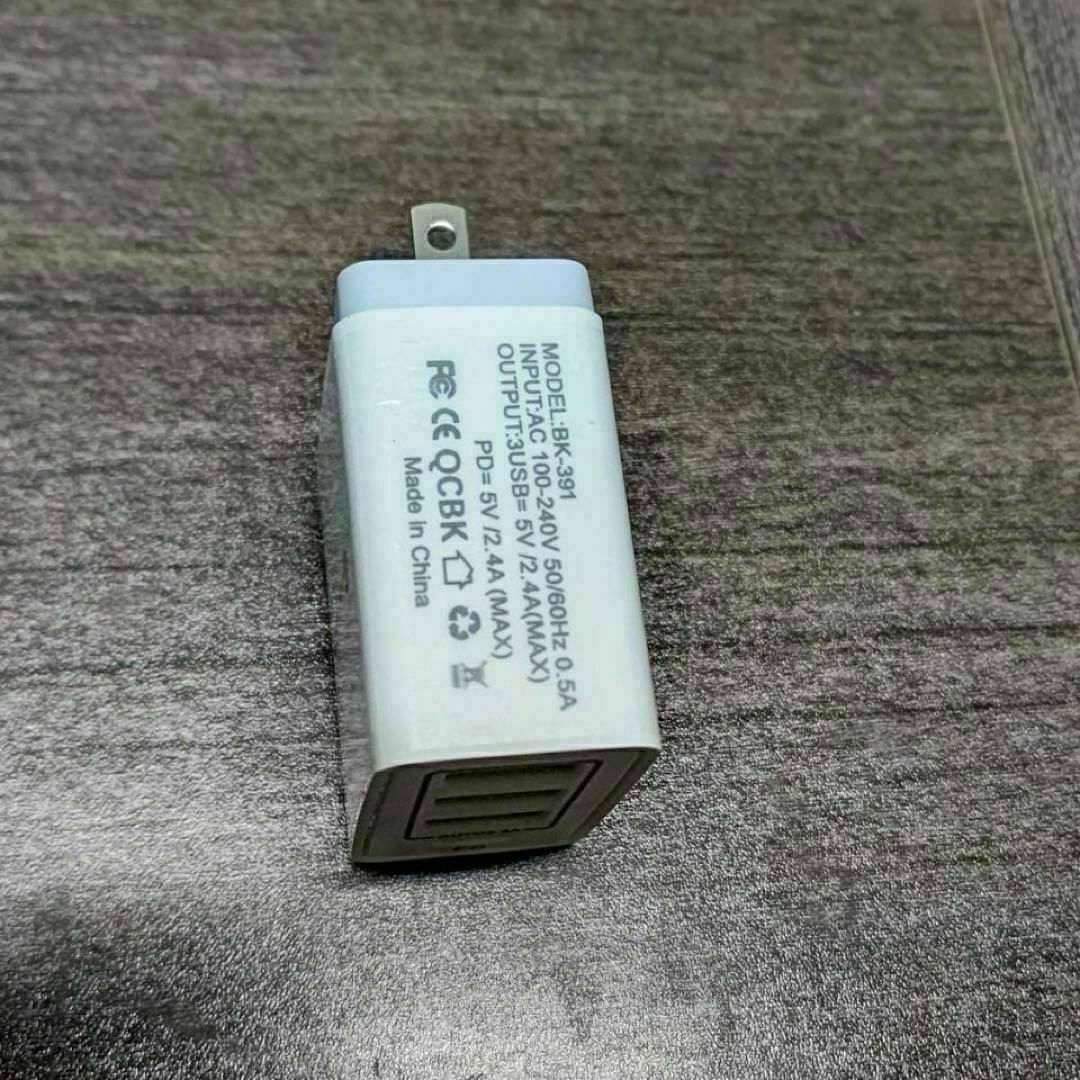 MODEL:BK-391
INPUT:AC 100-240V 50/60Hz 0.5A
OUTPUT:3USB= 5V /2.4A(MAX)
PD= 5V /2.4A (MAX)
FC CE QCBK
Made in China